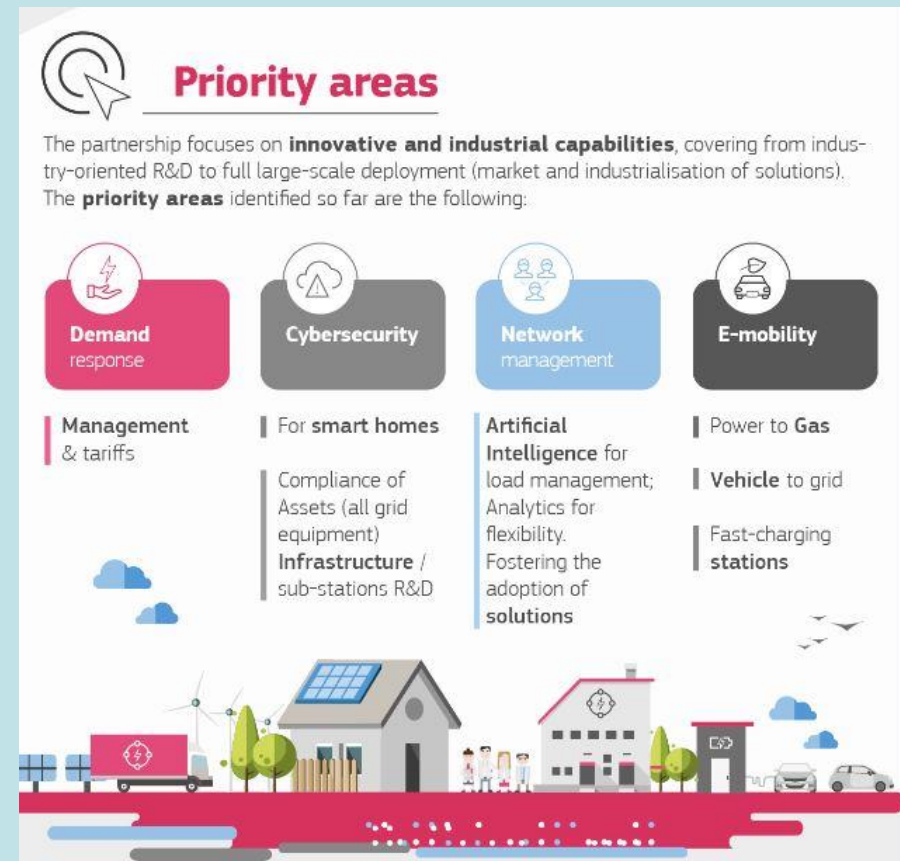 Priority areas
The partnership focuses on innovative and industrial capabilities, covering from indus-
try-oriented R&D to full large-scale deployment (market and industrialisation of solutions).
The priority areas identified so far are the following:
Demand
response
Management
& tariffs
Cybersecurity
For smart homes
Compliance of
Assets (all grid
equipment)
Infrastructure /
sub-stations R&D
Network
management
Artificial
Intelligence for
load management;
Analytics for
flexibility.
Fostering the
adoption of
solutions
E-mobility
Power to Gas
Vehicle to grid
Fast-charging
stations